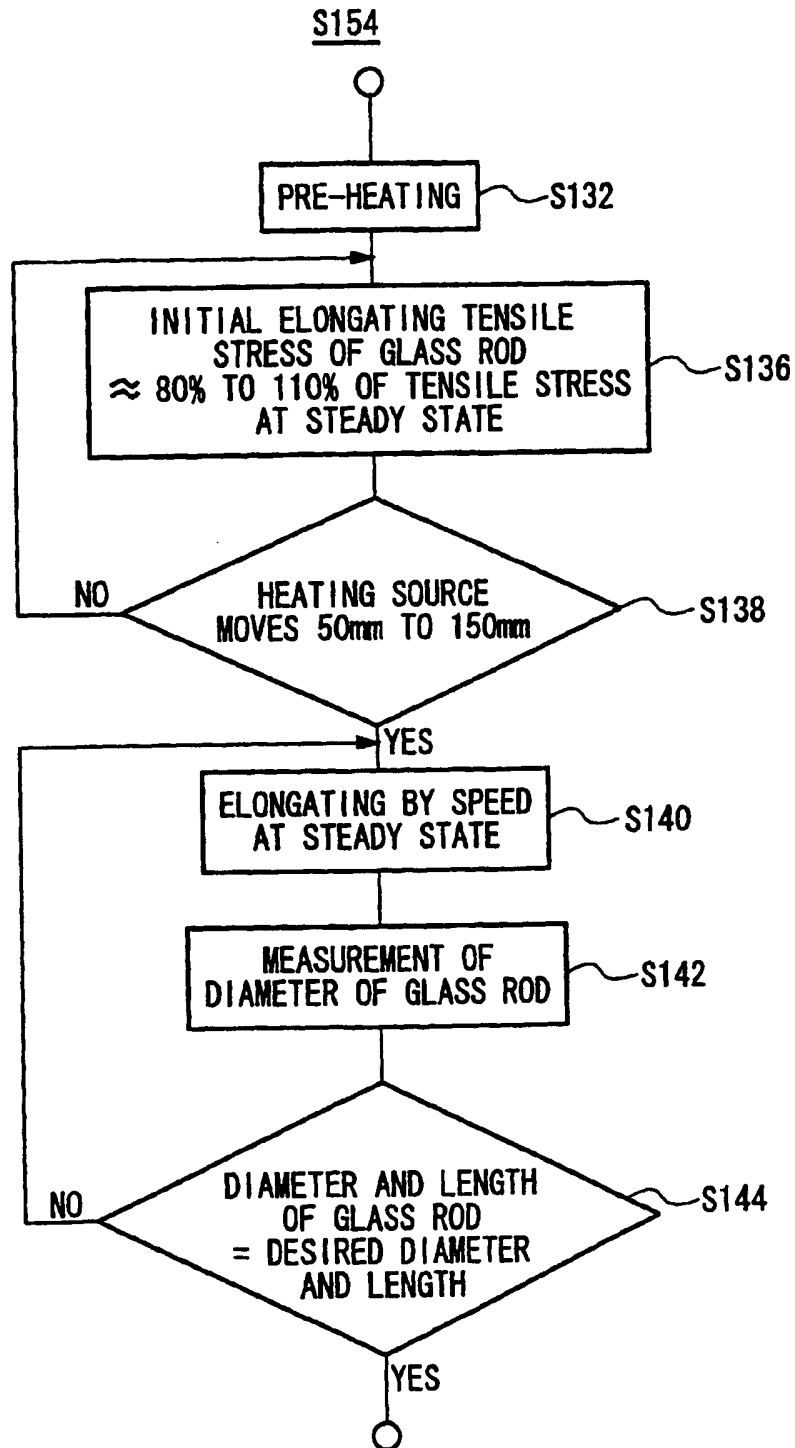 S154
PRE-HEATING
S132
INITIAL ELONGATING TENSILE
STRESS OF GLASS ROD
≈ 80% TO 110% OF TENSILE STRESS
AT STEADY STATE
S136
HEATING SOURCE
MOVES 50mm TO 150mm
S138
NO
YES
ELONGATING BY SPEED
AT STEADY STATE
S140
MEASUREMENT OF
DIAMETER OF GLASS ROD
S142
DIAMETER AND LENGTH
OF GLASS ROD
= DESIRED DIAMETER
AND LENGTH
S144
NO
YES